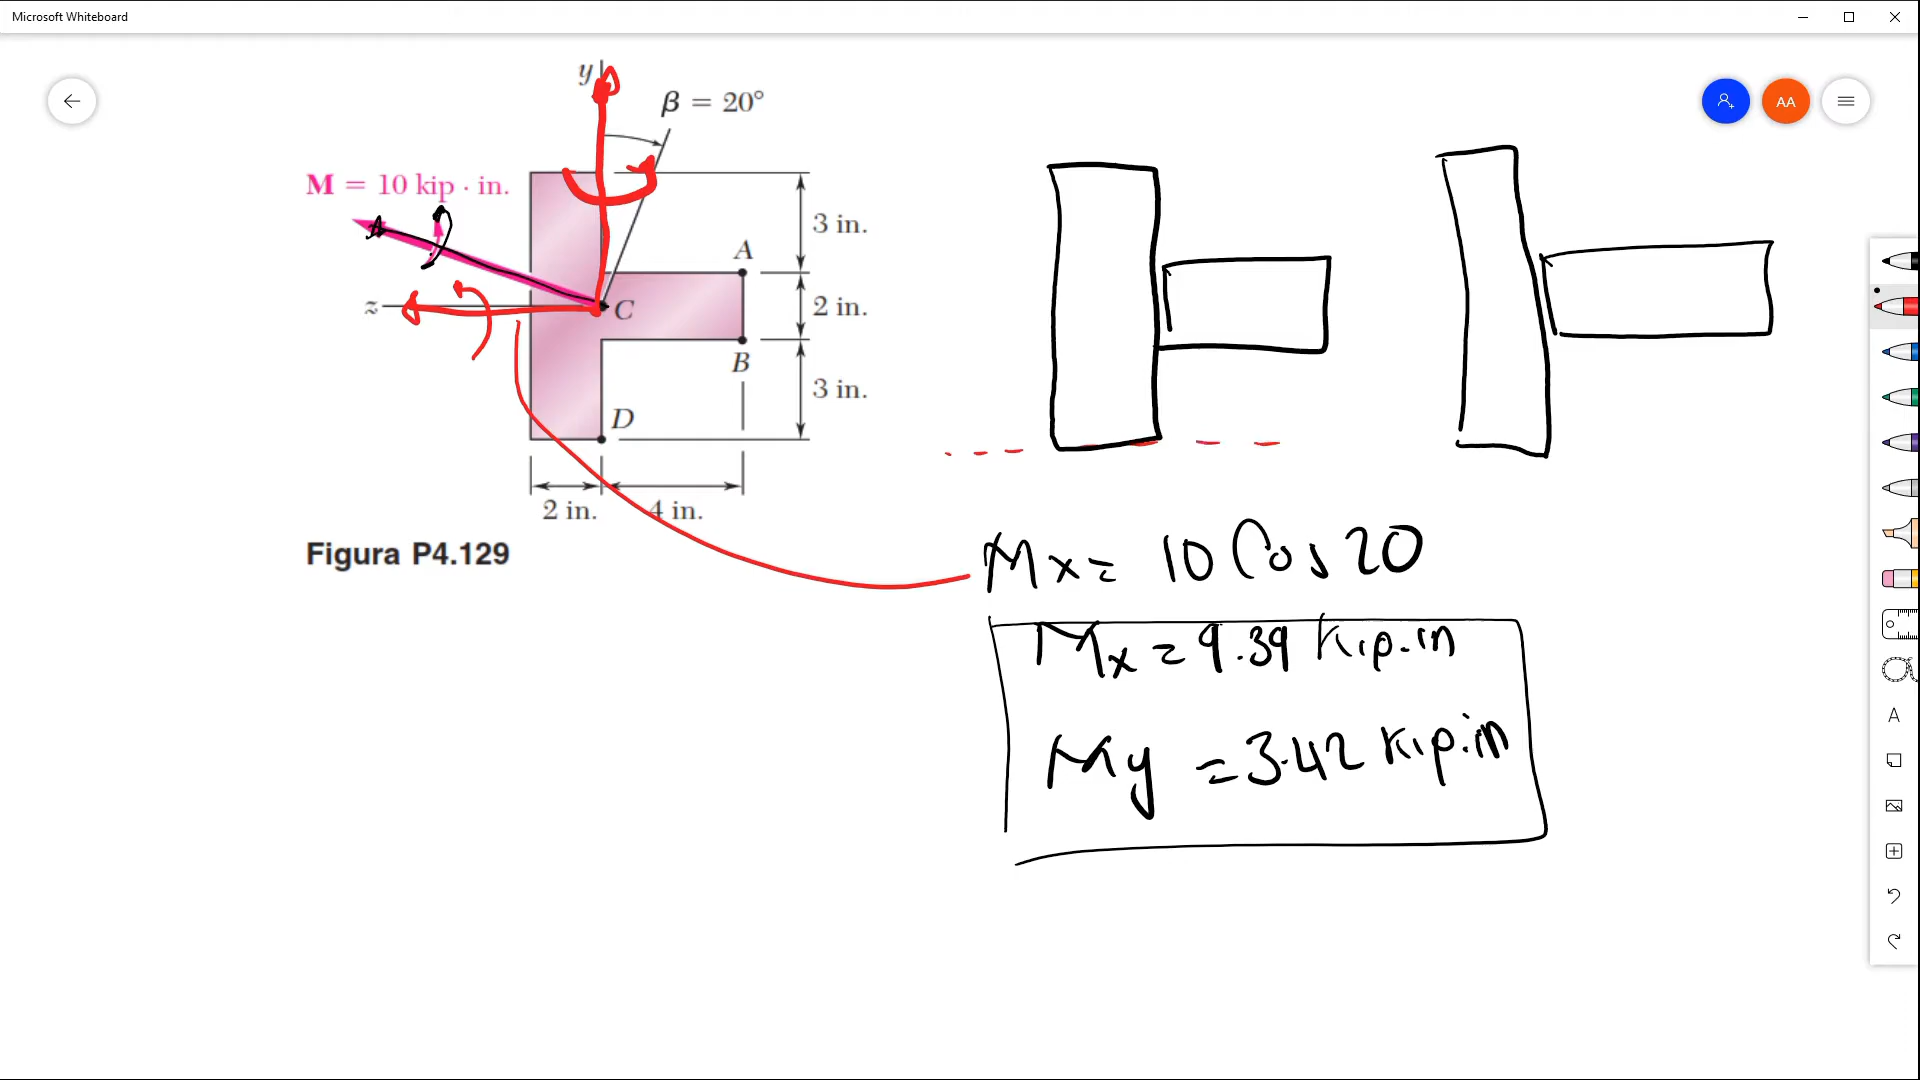 Microsoft Whiteboard
y
β = 20°
AA
M = 10 kip · in.
3 in.
A
z
C
2 in.
B
3 in.
D
2 in.
4 in.
Figura P4.129
Mx = 10 Cos 20
Mx = 9.39 Kip.in
My = 3.42 Kip.in
A